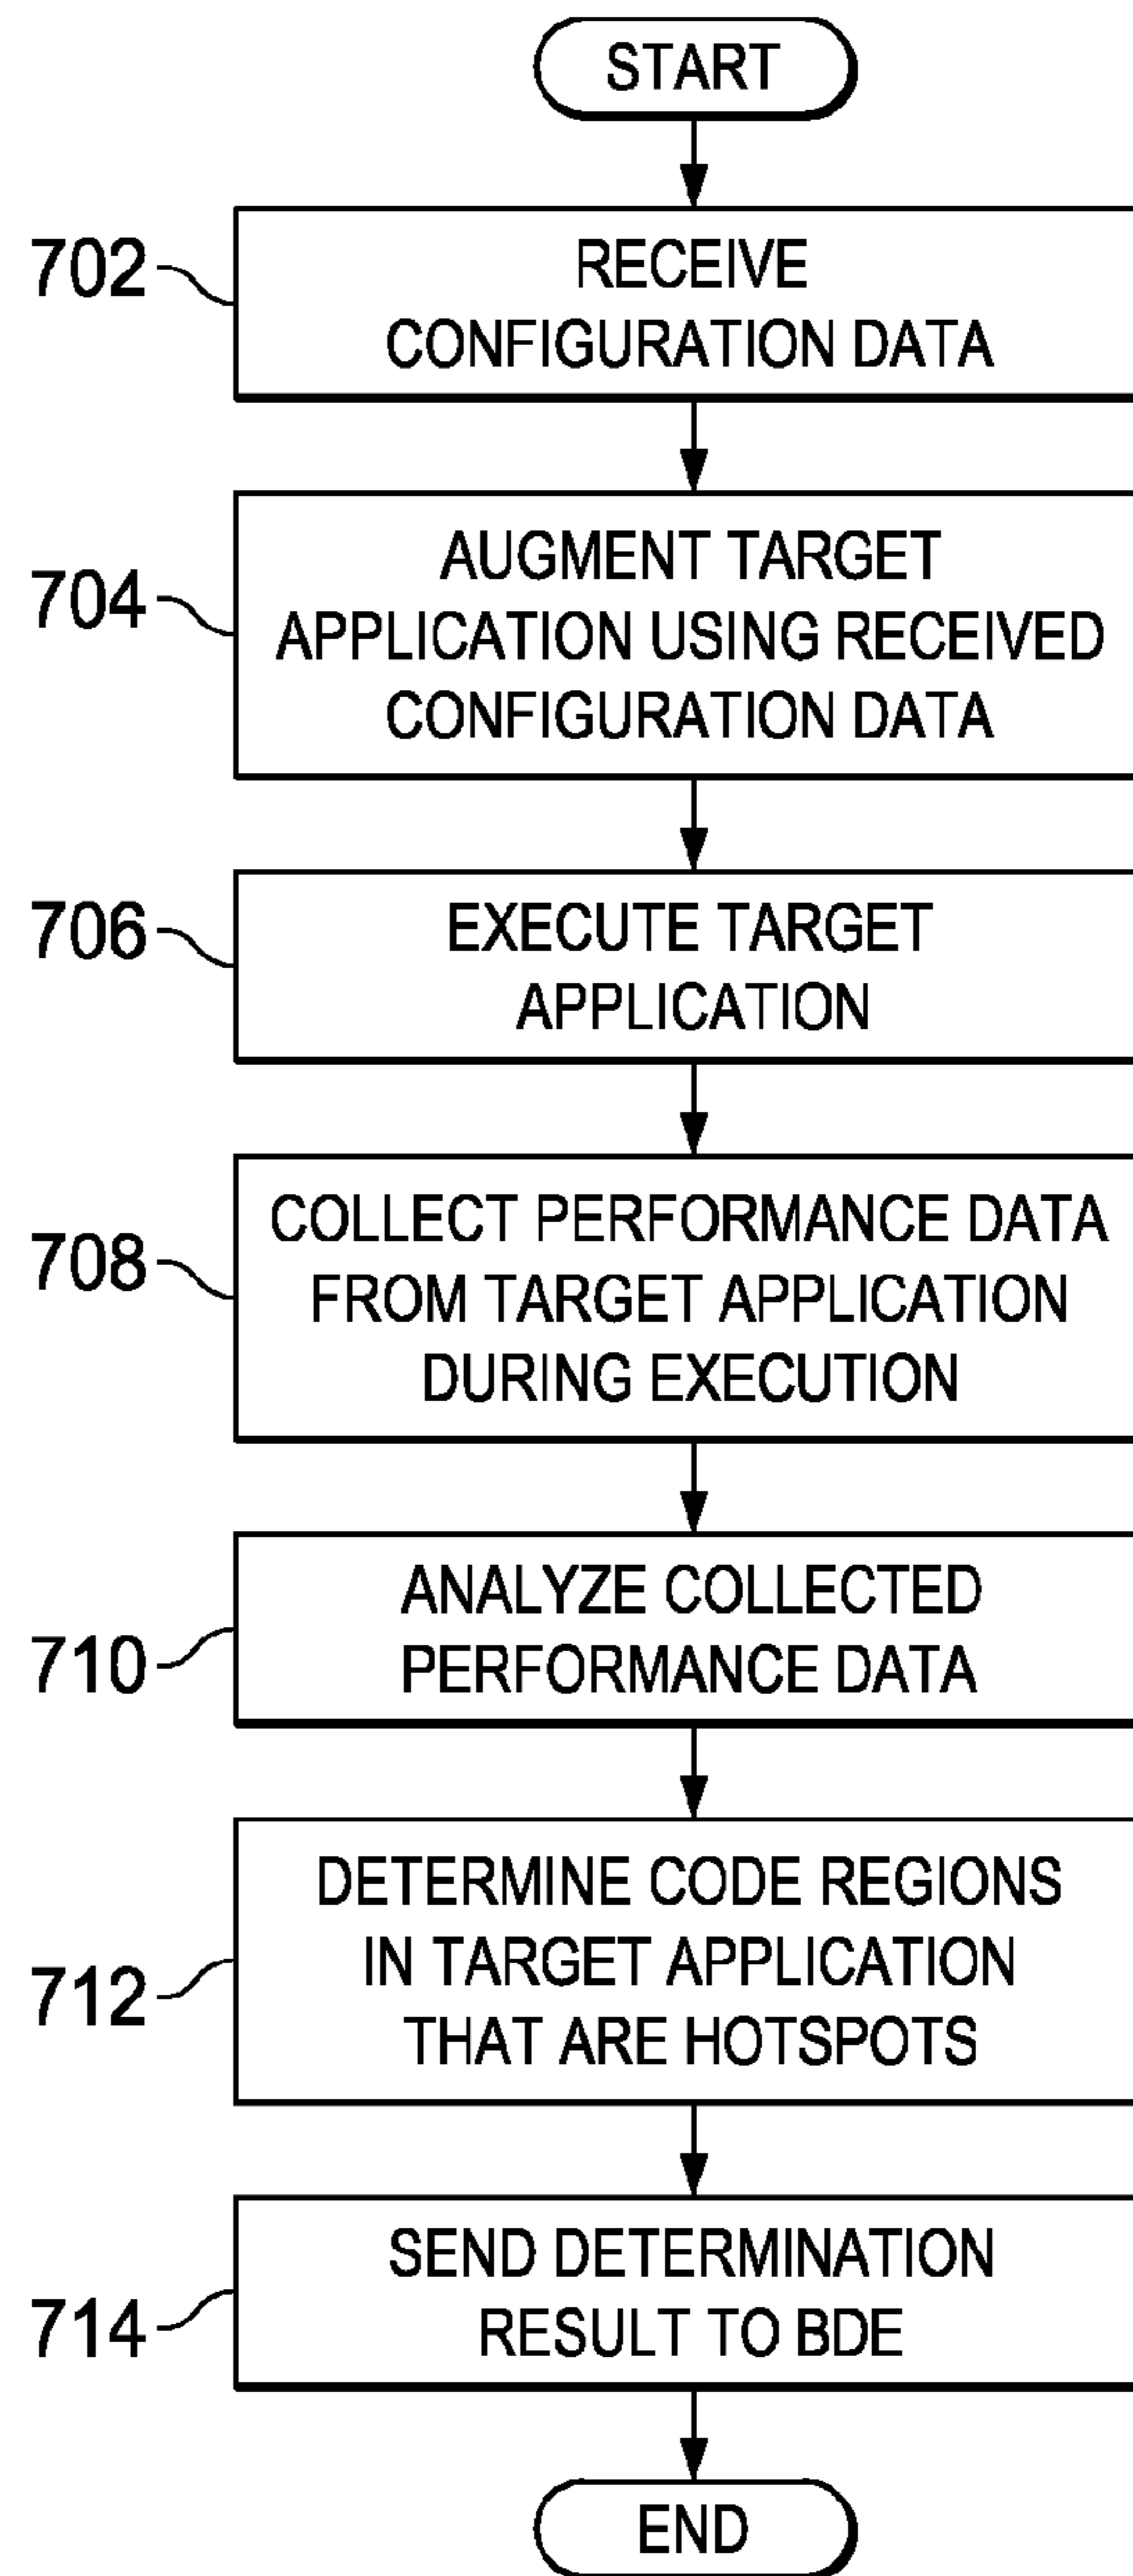 START
702
RECEIVE
CONFIGURATION DATA
704
AUGMENT TARGET
APPLICATION USING RECEIVED
CONFIGURATION DATA
706
EXECUTE TARGET
APPLICATION
708
COLLECT PERFORMANCE DATA
FROM TARGET APPLICATION
DURING EXECUTION
710
ANALYZE COLLECTED
PERFORMANCE DATA
712
DETERMINE CODE REGIONS
IN TARGET APPLICATION
THAT ARE HOTSPOTS
714
SEND DETERMINATION
RESULT TO BDE
END